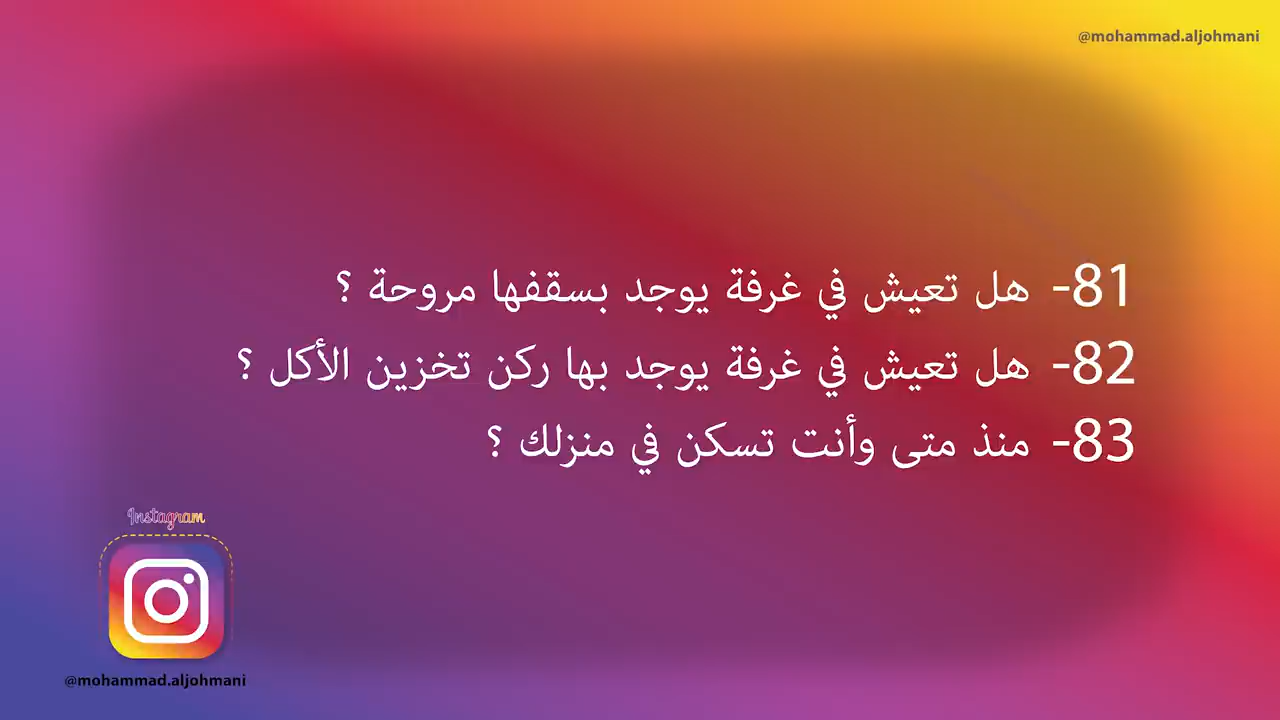 @mohammad.aljohmani
81- هل تعيش في غرفة يوجد بسقفها مروحة ؟
82- هل تعيش في غرفة يوجد بها ركن تخزين الأكل ؟
83- منذ متى وأنت تسكن في منزلك ؟
Instagram
@mohammad.aljohmani